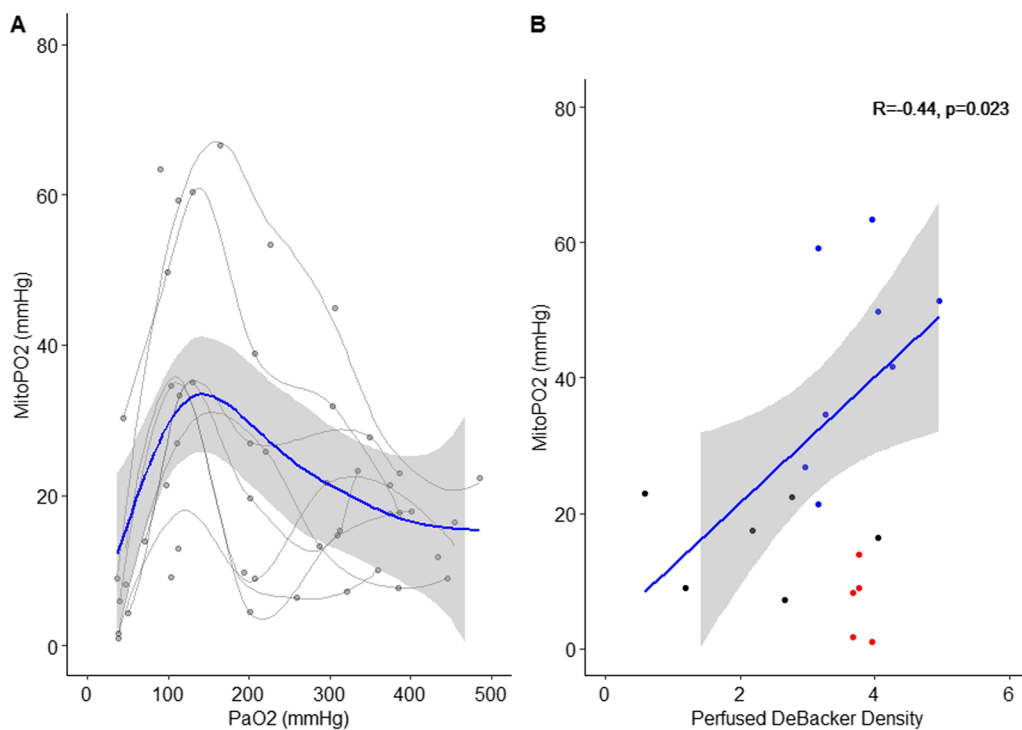 A
MitoPO2 (mmHg)
80
60
40
20
0
0 100 200 300 400 500
PaO2 (mmHg)
B
R=-0.44, p=0.023
MitoPO2 (mmHg)
80
60
40
20
0
0 2 4 6
Perfused DeBacker Density